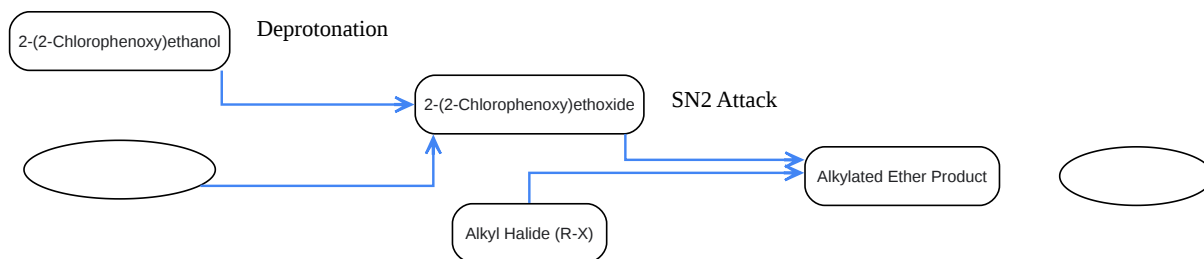 2-(2-Chlorophenoxy)ethanol
Deprotonation
2-(2-Chlorophenoxy)ethoxide
SN2 Attack
Alkylated Ether Product
Alkyl Halide (R-X)